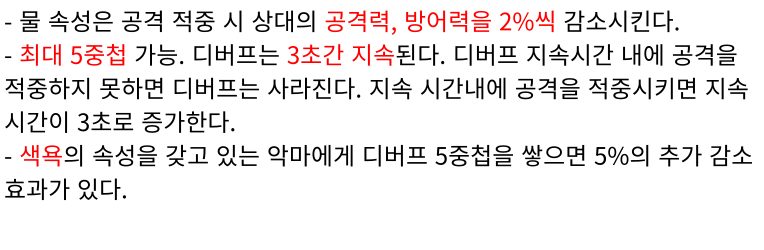 - 물 속성은 공격 적중 시 상대의 공격력, 방어력을 2%씩 감소시킨다.
- 최대 5중첩 가능. 디버프는 3초간 지속된다. 디버프 지속시간 내에 공격을
적중하지 못하면 디버프는 사라진다. 지속 시간내에 공격을 적중시키면 지속
시간이 3초로 증가한다.
- 색욕의 속성을 갖고 있는 악마에게 디버프 5중첩을 쌓으면 5%의 추가 감소
효과가 있다.